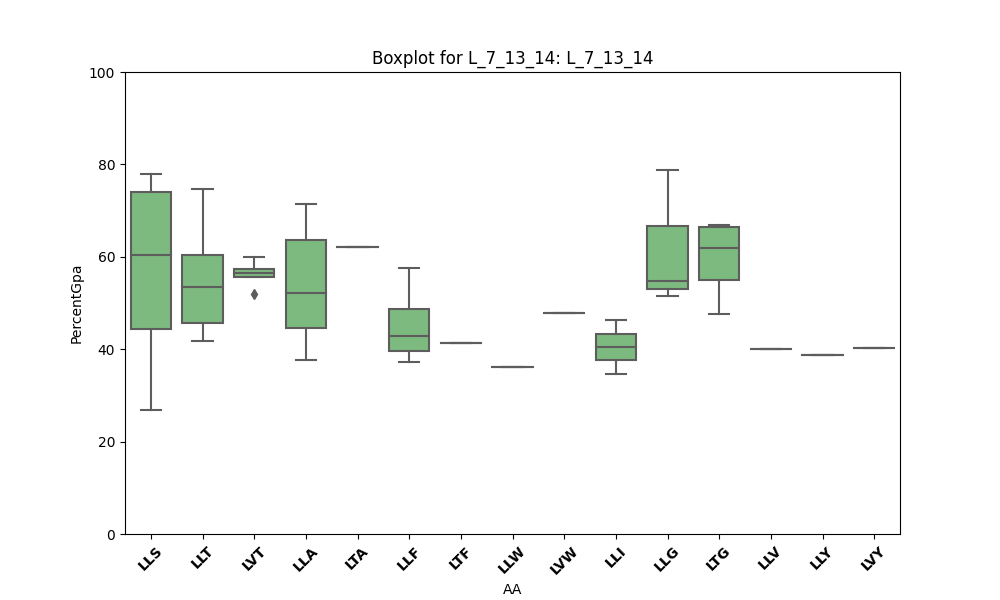 Boxplot for L_7_13_14: L_7_13_14
100
80
60
40
20
0
PercentGpa
LLS
LLT
LVT
LLA
LTA
LLF
LTF
LLW
LVW
LLI
LLG
LTG
LLV
LLY
LVY
AA